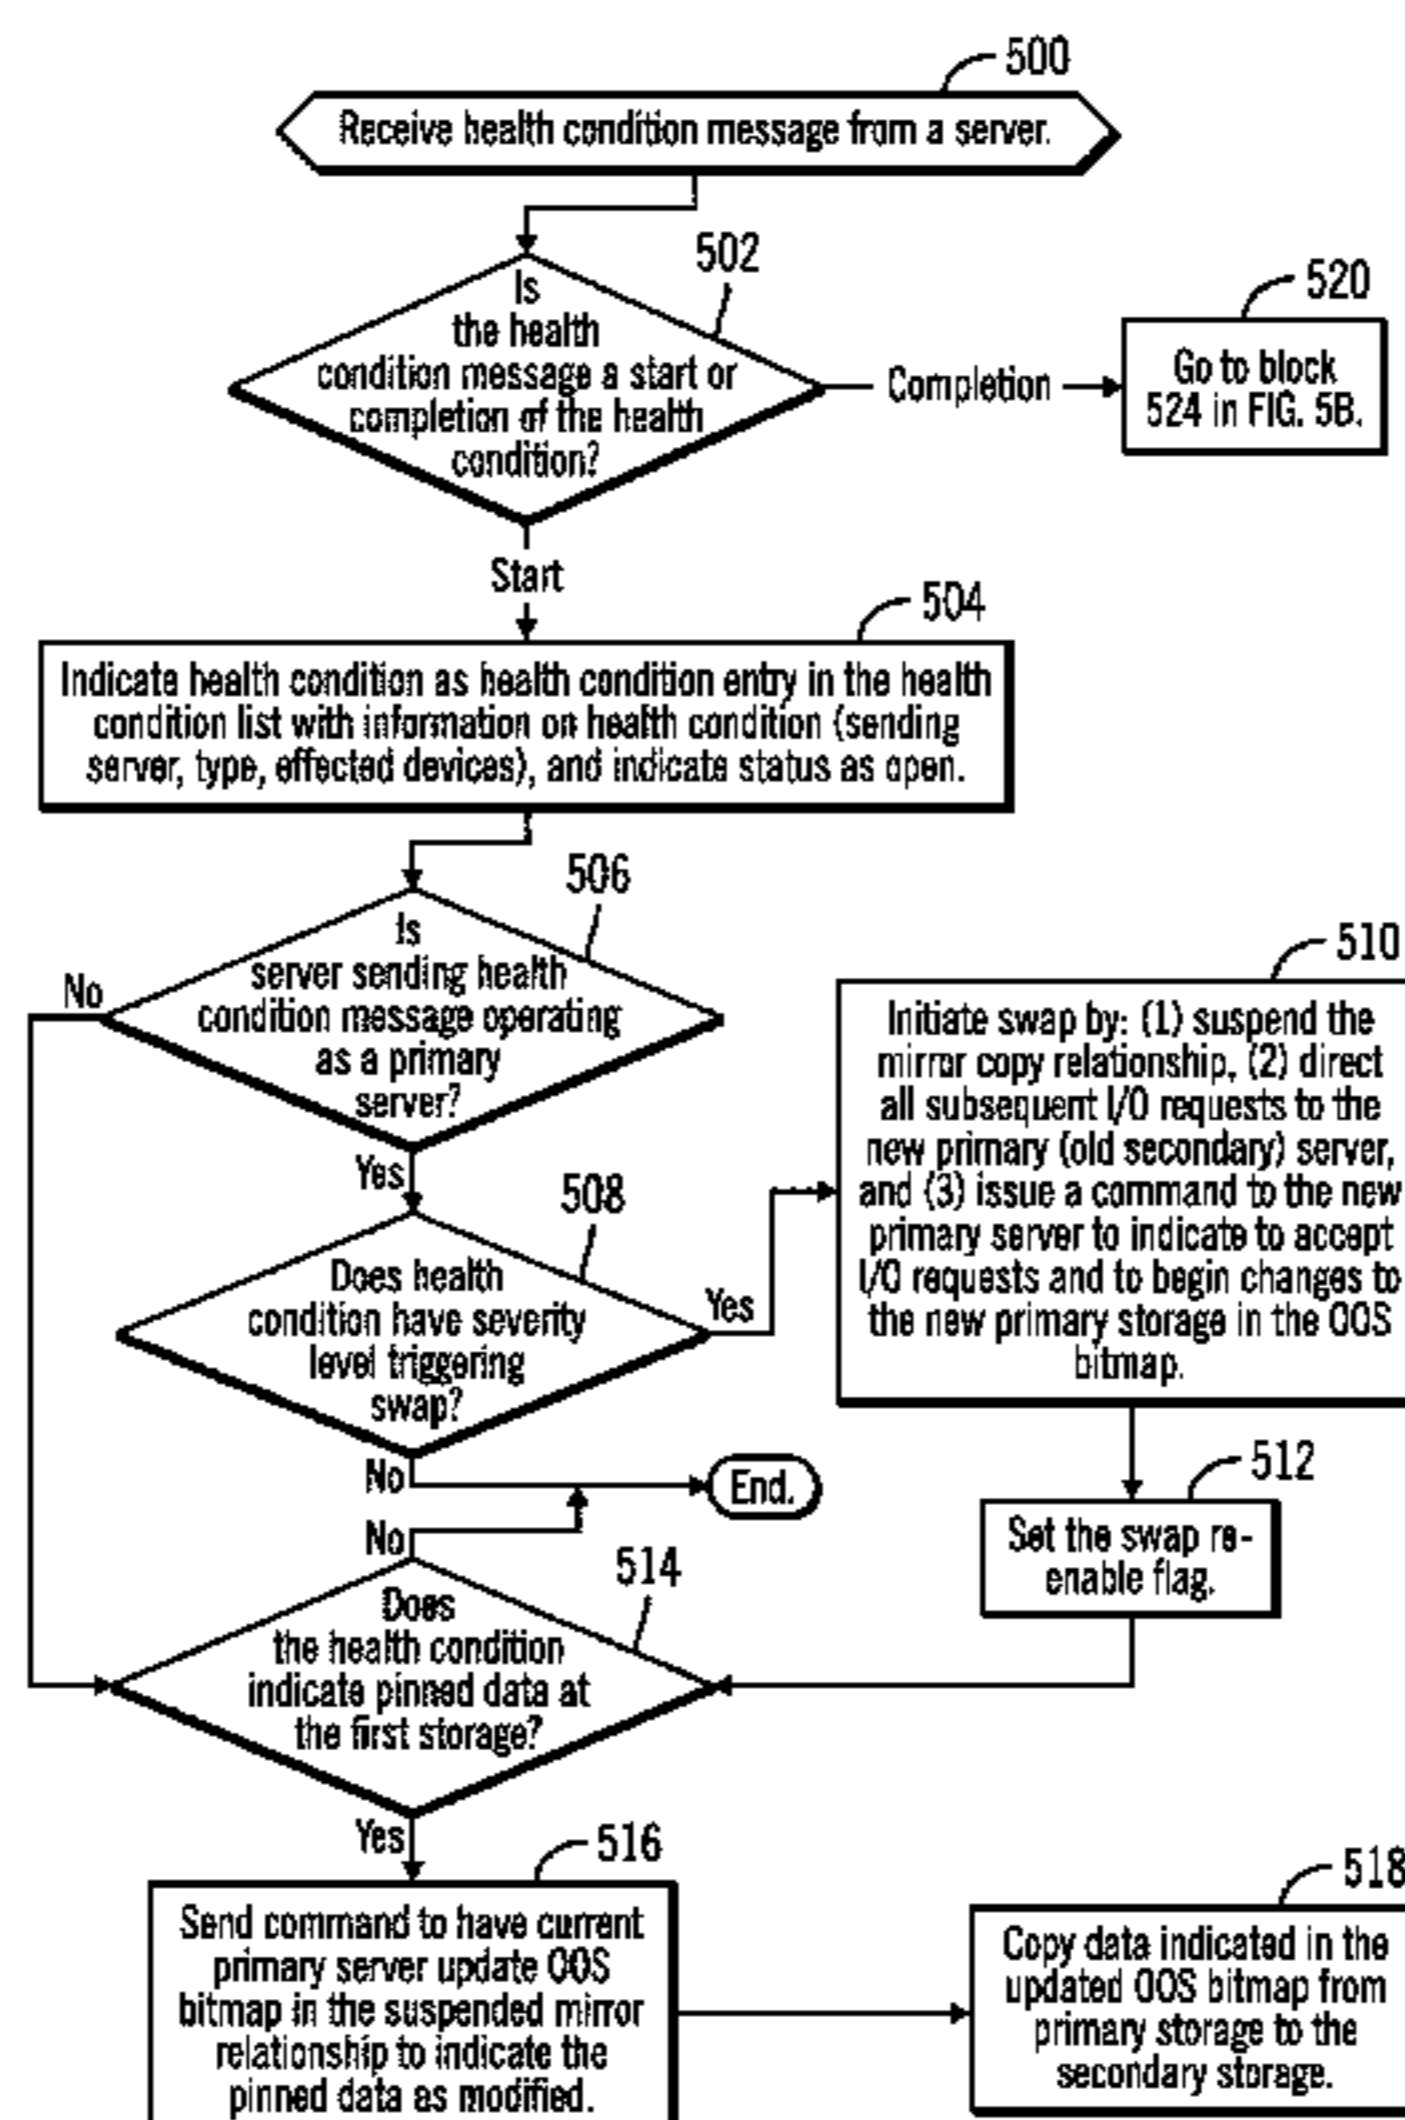 500
Receive health condition message from a server.
502
Is
the health
condition message a start or
completion of the health
condition?
Completion
520
Go to block
524 in FIG. 5B.
Start
504
Indicate health condition as health condition entry in the health
condition list with information on health condition (sending
server, type, effected devices), and indicate status as open.
506
Is
server sending health
condition message operating
as a primary
server?
No
Yes
510
Initiate swap by: (1) suspend the
mirror copy relationship, (2) direct
all subsequent I/O requests to the
new primary (old secondary) server,
and (3) issue a command to the new
primary server to indicate to accept
I/O requests and to begin changes to
the new primary storage in the OOS
bitmap.
508
Does health
condition have severity
level triggering
swap?
Yes
No
End.
512
Set the swap re-
enable flag.
No
514
Does
the health condition
indicate pinned data at
the first storage?
Yes
516
Send command to have current
primary server update OOS
bitmap in the suspended mirror
relationship to indicate the
pinned data as modified.
518
Copy data indicated in the
updated OOS bitmap from
primary storage to the
secondary storage.